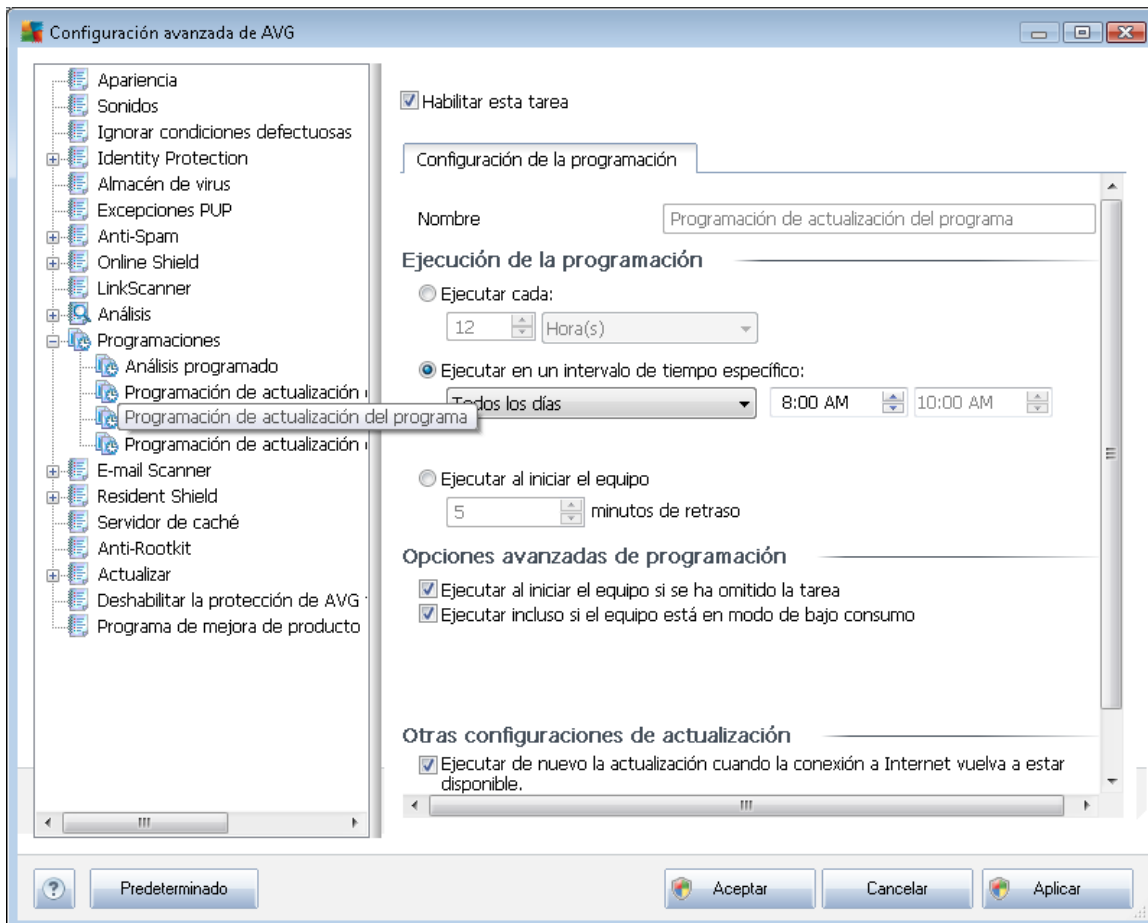 Configuración avanzada de AVG
Apariencia
Sonidos
Ignorar condiciones defectuosas
Identity Protection
Almacén de virus
Excepciones PUP
Anti-Spam
Online Shield
LinkScanner
Análisis
Programaciones
Análisis programado
Programación de actualización
Programación de actualización del programa
Programación de actualización
E-mail Scanner
Resident Shield
Servidor de caché
Anti-Rootkit
Actualizar
Deshabilitar la protección de AVG
Programa de mejora de producto
Habilitar esta tarea
Configuración de la programación
Nombre Programación de actualización del programa
Ejecución de la programación
Ejecutar cada:
12 Hora(s)
Ejecutar en un intervalo de tiempo específico:
Todos los días 8:00 AM 10:00 AM
Ejecutar al iniciar el equipo
5 minutos de retraso
Opciones avanzadas de programación
Ejecutar al iniciar el equipo si se ha omitido la tarea
Ejecutar incluso si el equipo está en modo de bajo consumo
Otras configuraciones de actualización
Ejecutar de nuevo la actualización cuando la conexión a Internet vuelva a estar
disponible.
? Predeterminado Aceptar Cancelar Aplicar